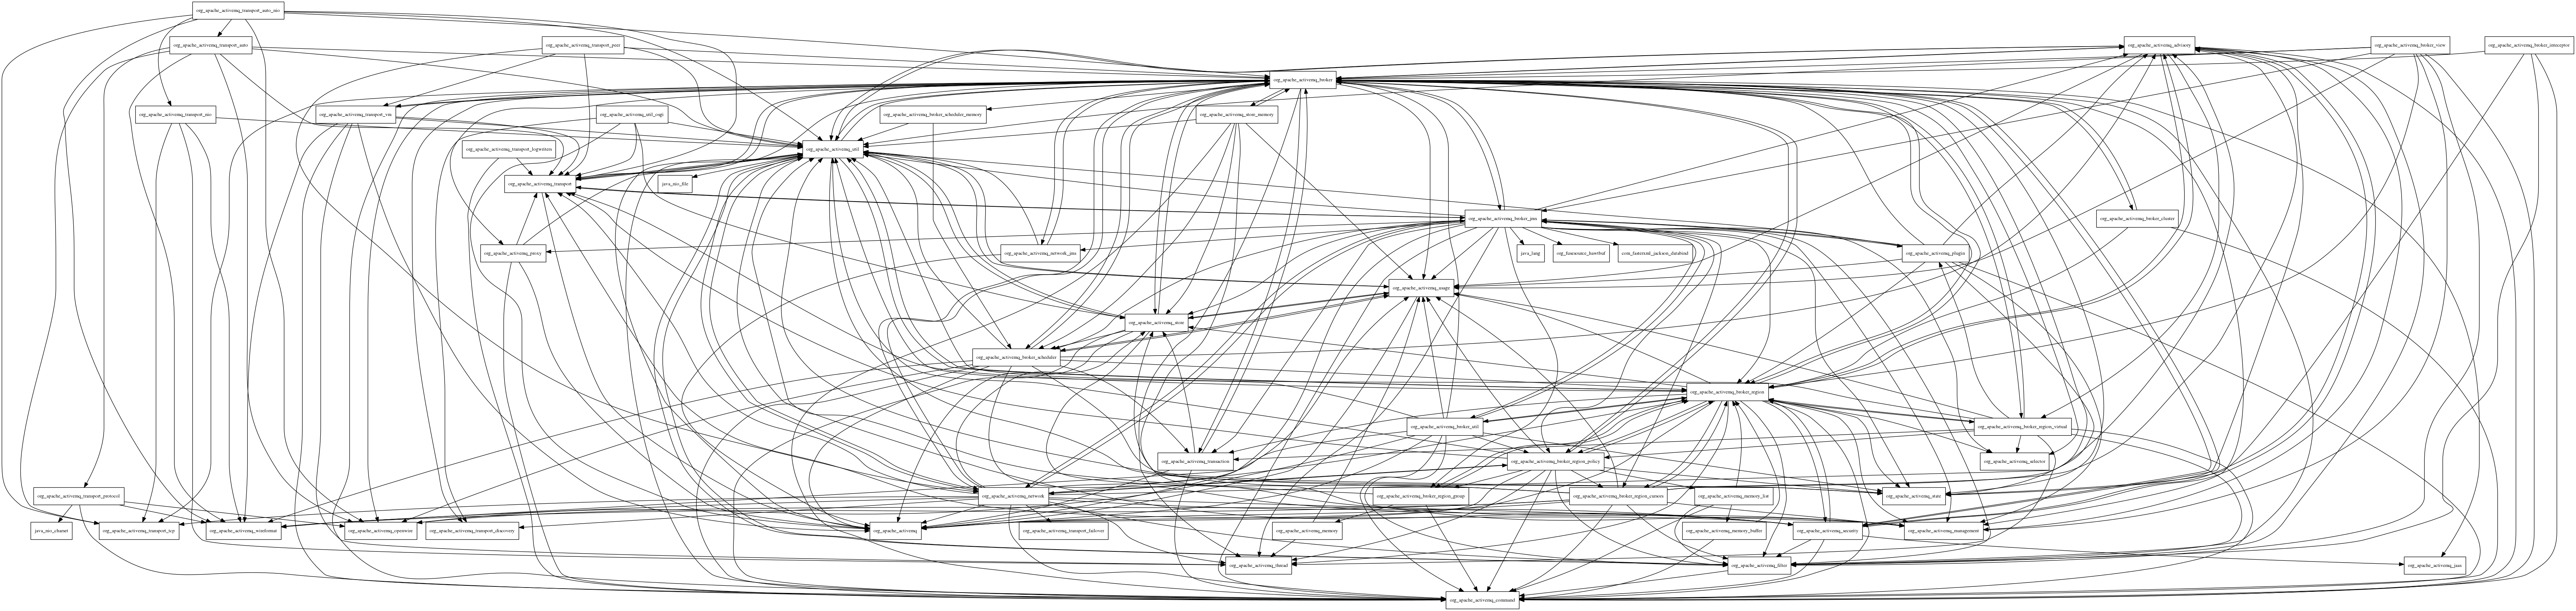 org_apache_activemq_transport_auto_nio
org_apache_activemq_transport_auto
org_apache_activemq_transport_peer
org_apache_activemq_advisory
org_apache_activemq_broker_view
org_apache_activemq_broker_interceptor
org_apache_activemq_broker
org_apache_activemq_transport_nio
org_apache_activemq_transport_vm
org_apache_activemq_util_osgi
org_apache_activemq_broker_scheduler_memory
org_apache_activemq_store_memory
org_apache_activemq_transport_logwriters
org_apache_activemq_util
org_apache_activemq_transport
java_nio_file
org_apache_activemq_broker_jmx
org_apache_activemq_broker_cluster
org_apache_activemq_proxy
org_apache_activemq_network_jms
java_lang
org_fusesource_hawtbuf
com_fasterxml_jackson_databind
org_apache_activemq_plugin
org_apache_activemq_usage
org_apache_activemq_store
org_apache_activemq_broker_scheduler
org_apache_activemq_broker_region
org_apache_activemq_broker_util
org_apache_activemq_broker_region_virtual
org_apache_activemq_transaction
org_apache_activemq_broker_region_policy
org_apache_activemq_selector
org_apache_activemq_transport_protocol
org_apache_activemq_network
org_apache_activemq_broker_region_group
org_apache_activemq_broker_region_cursors
org_apache_activemq_memory_list
org_apache_activemq_state
java_nio_channel
org_apache_activemq_transport_tcp
org_apache_activemq_wireformat
org_apache_activemq_openwire
org_apache_activemq_transport_discovery
org_apache_activemq
org_apache_activemq_transport_failover
org_apache_activemq_memory
org_apache_activemq_memory_buffer
org_apache_activemq_security
org_apache_activemq_management
org_apache_activemq_thread
org_apache_activemq_filter
org_apache_activemq_jaas
org_apache_activemq_command